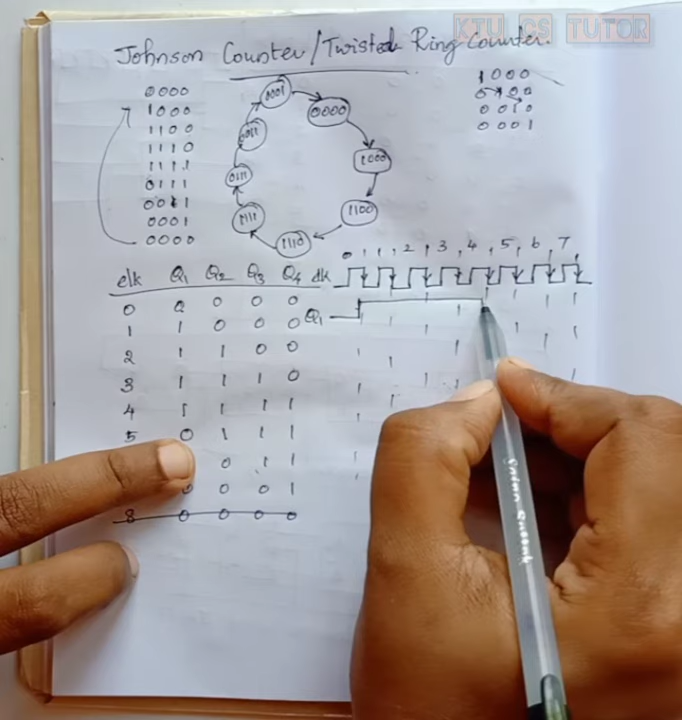 KTU CS TUTOR
Johnson Counter/Twisted Ring Counter.
0000
1000
1100
1110
1111
0111
0011
0001
0000
0001
0000
1000
1100
1110
1111
0111
0011
1000
0100
0010
0001
clk Q1 Q2 Q3 Q4
0 0 0 0 0
1 1 0 0 0
2 1 1 0 0
3 1 1 1 0
4 1 1 1 1
5 0 1 1 1
0 1 1
0 0 0 1
8 0 0 0 0
clk 0 1 2 3 4 5 6 7
Q1